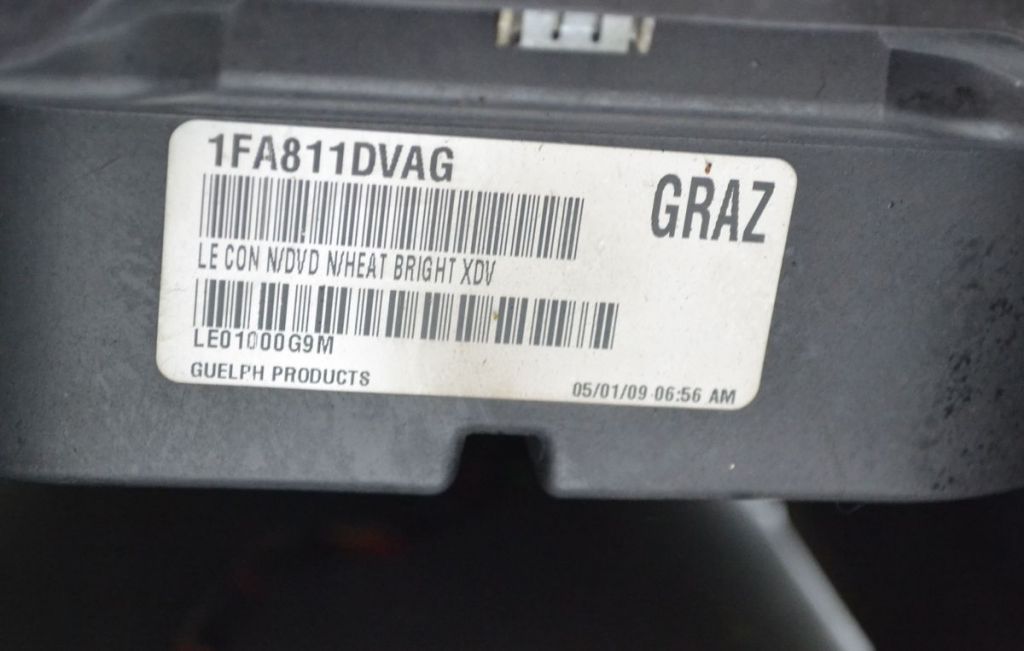 1FA811DVAG
GRAZ
LE CON N/DVD N/HEAT BRIGHT XDV
LE01000G9M
GUELPH PRODUCTS
05/01/09 06:56 AM